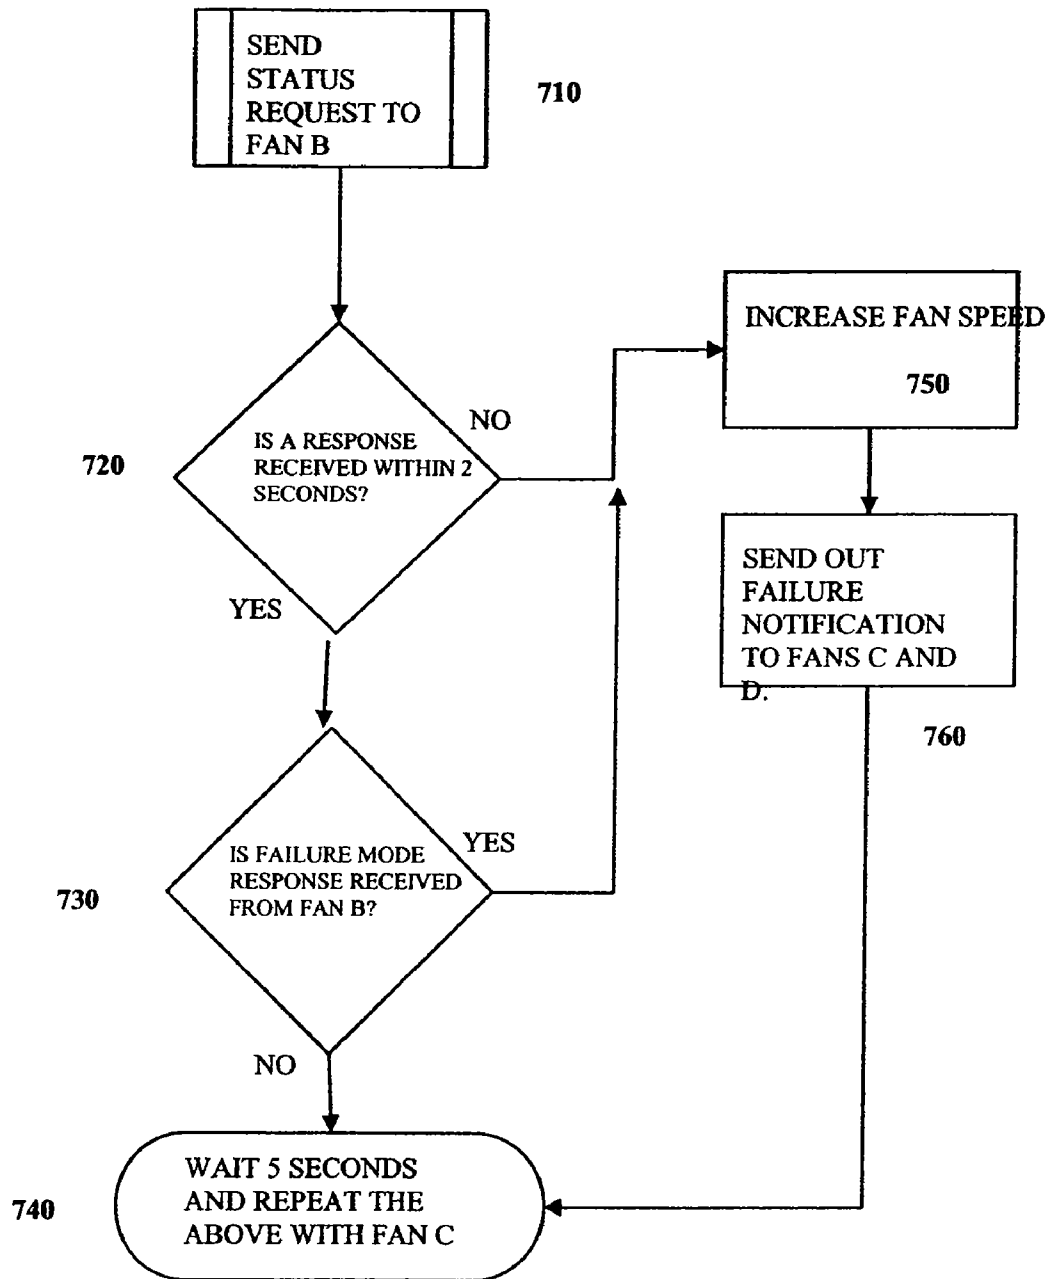 SEND
STATUS
REQUEST TO
FAN B
710
INCREASE FAN SPEED
750
NO
IS A RESPONSE
RECEIVED WITHIN 2
SECONDS?
720
YES
SEND OUT
FAILURE
NOTIFICATION
TO FANS C AND
D.
760
YES
IS FAILURE MODE
RESPONSE RECEIVED
FROM FAN B?
730
NO
WAIT 5 SECONDS
AND REPEAT THE
ABOVE WITH FAN C
740